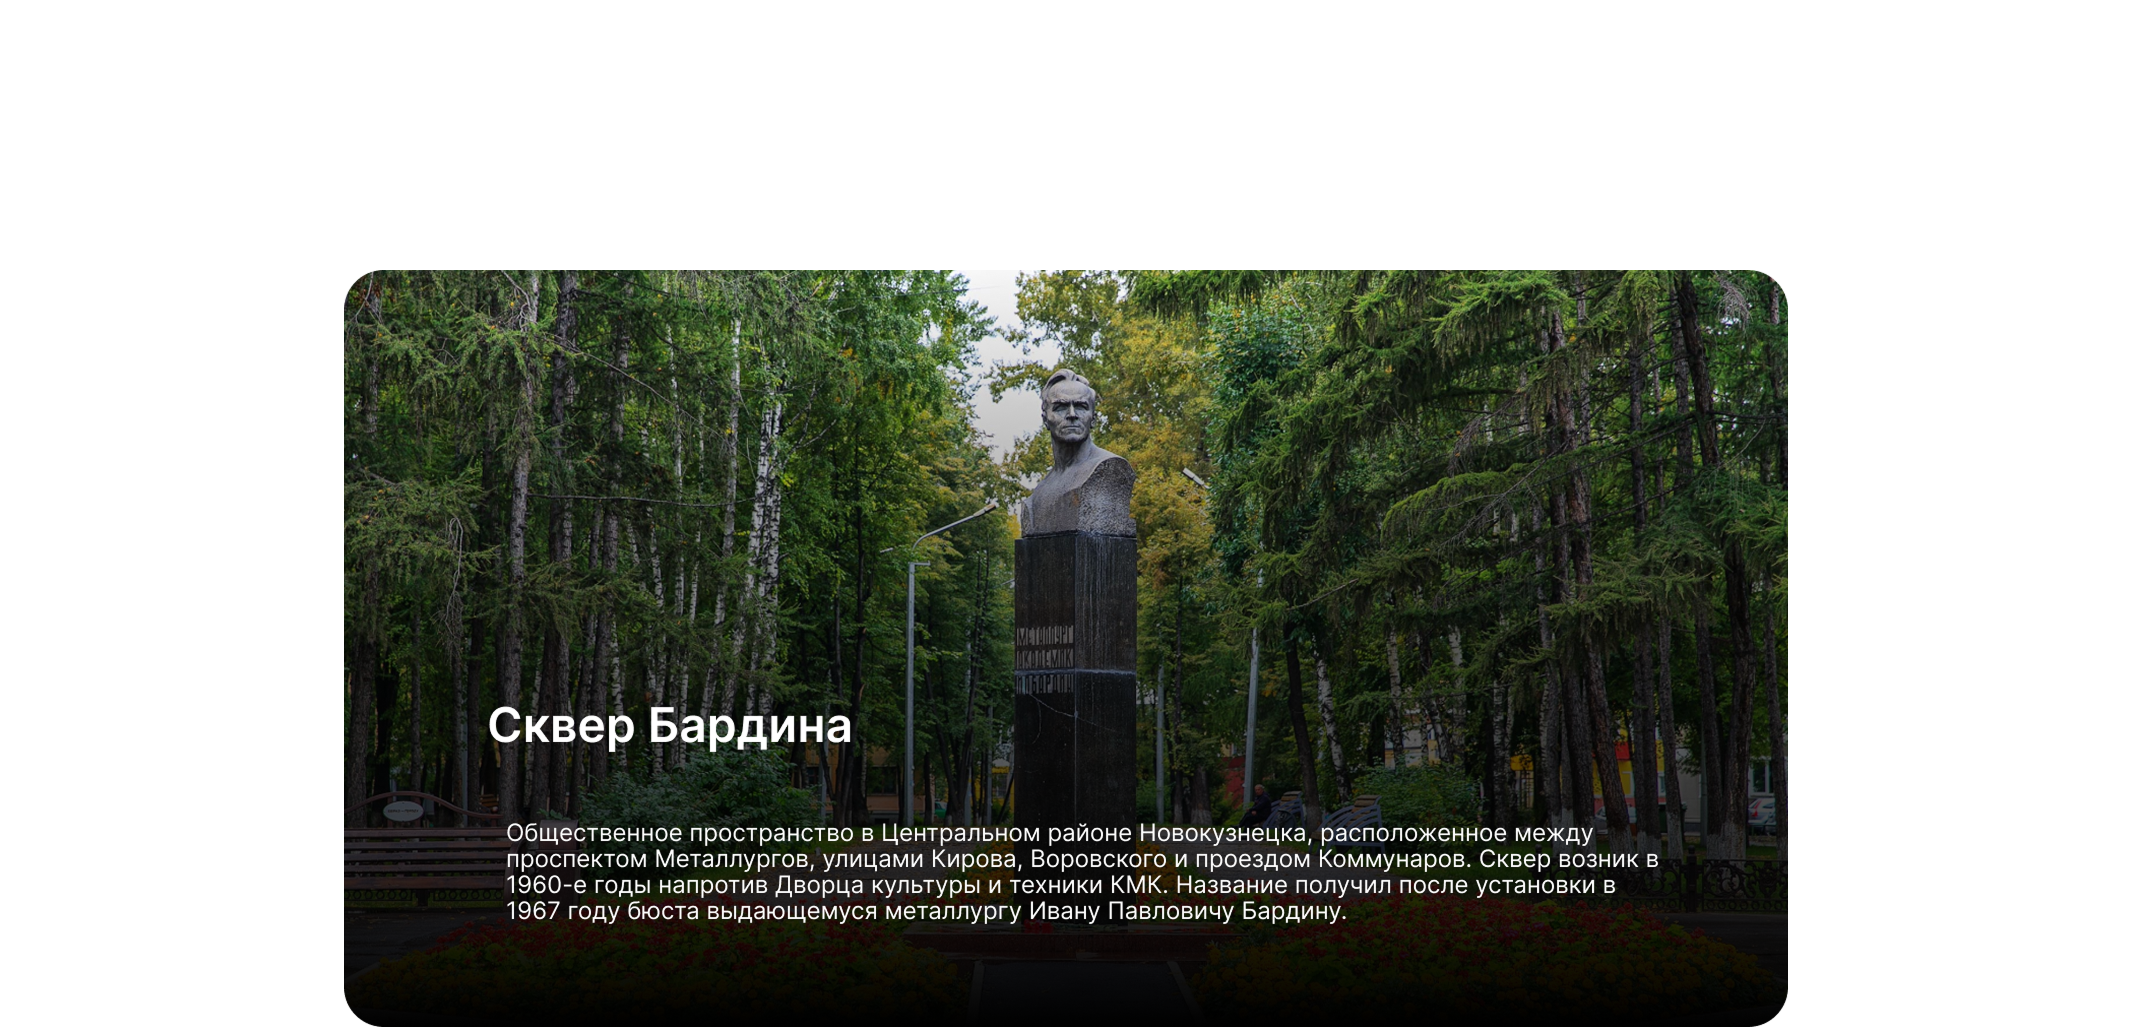 МЕТАЛЛУРГ
АКАДЕМИК
Сквер Бардина
Общественное пространство в Центральном районе Новокузнецка, расположенное между
проспектом Металлургов, улицами Кирова, Воровского и проездом Коммунаров. Сквер возник в
1960-е годы напротив Дворца культуры и техники КМК. Название получил после установки в
1967 году бюста выдающемуся металлургу Ивану Павловичу Бардину.